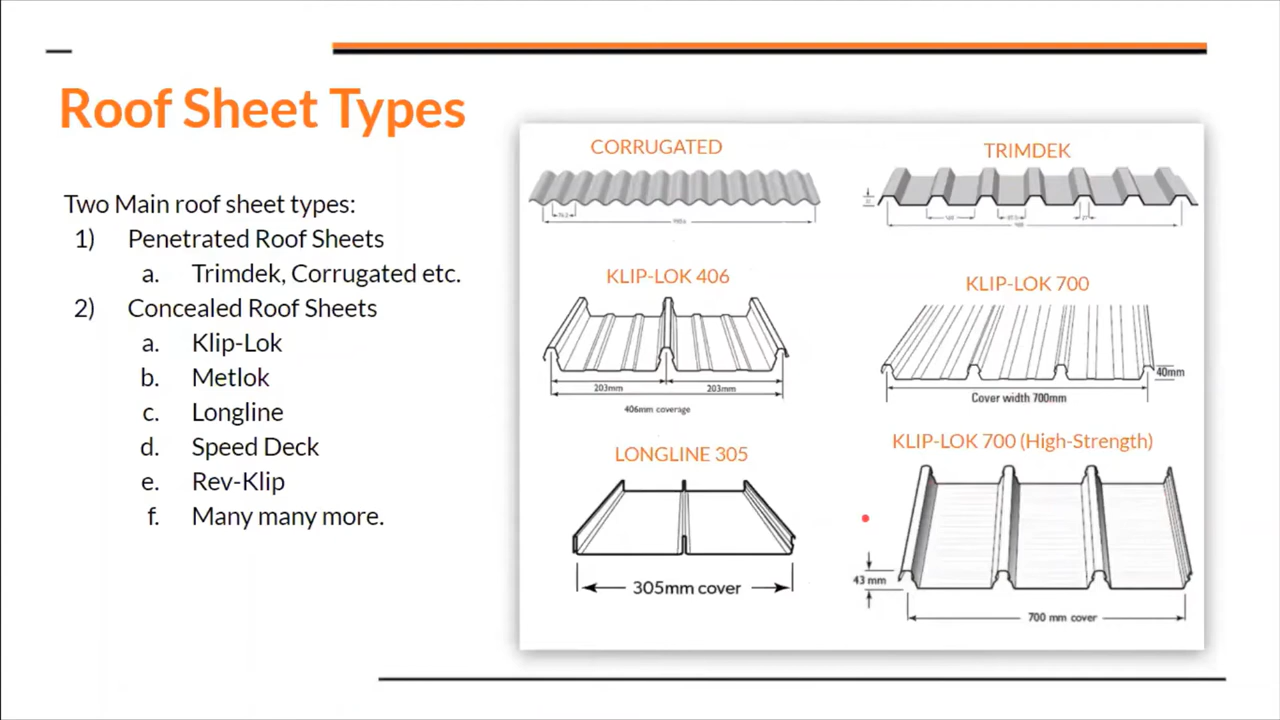 Roof Sheet Types
Two Main roof sheet types:
1) Penetrated Roof Sheets
a. Trimdek, Corrugated etc.
2) Concealed Roof Sheets
a. Klip-Lok
b. Metlok
c. Longline
d. Speed Deck
e. Rev-Klip
f. Many many more.
CORRUGATED
TRIMDEK
KLIP-LOK 406
203mm 203mm
406mm coverage
KLIP-LOK 700
40mm
Cover width 700mm
LONGLINE 305
305mm cover
KLIP-LOK 700 (High-Strength)
43 mm
700 mm cover